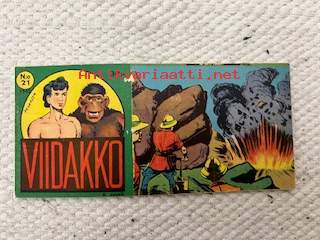 Antikvariaatti.net
No
21
VIIDAKKO